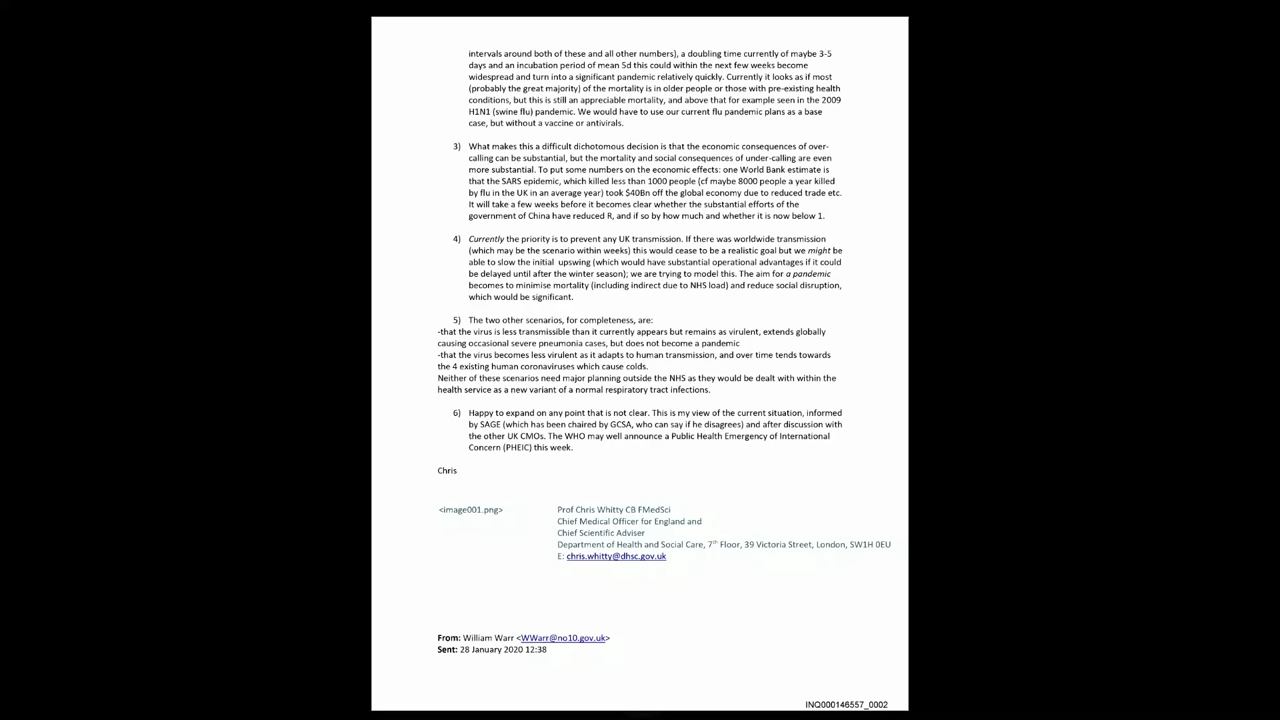 intervals around both of these and all other numbers), a doubling time currently of maybe 3-5
days and an incubation period of mean 5d this could within the next few weeks become
widespread and turn into a significant pandemic relatively quickly. Currently it looks as if most
(probably the great majority) of the mortality is in older people or those with pre-existing health
conditions, but this is still an appreciable mortality, and above that for example seen in the 2009
H1N1 (swine flu) pandemic. We would have to use our current flu pandemic plans as a base
case, but without a vaccine or antivirals.
3) What makes this a difficult dichotomous decision is that the economic consequences of over-
calling can be substantial, but the mortality and social consequences of under-calling are even
more substantial. To put some numbers on the economic effects: one World Bank estimate is
that the SARS epidemic, which killed less than 1000 people (cf maybe 8000 people a year killed
by flu in the UK in an average year) took $40Bn off the global economy due to reduced trade etc.
It will take a few weeks before it becomes clear whether the substantial efforts of the
government of China have reduced R, and if so by how much and whether it is now below 1.
4) Currently the priority is to prevent any UK transmission. If there was worldwide transmission
(which may be the scenario within weeks) this would cease to be a realistic goal but we might be
able to slow the initial upswing (which would have substantial operational advantages if it could
be delayed until after the winter season); we are trying to model this. The aim for a pandemic
becomes to minimise mortality (including indirect due to NHS load) and reduce social disruption,
which would be significant.
5) The two other scenarios, for completeness, are:
-that the virus is less transmissible than it currently appears but remains as virulent, extends globally
causing occasional severe pneumonia cases, but does not become a pandemic
-that the virus becomes less virulent as it adapts to human transmission, and over time tends towards
the 4 existing human coronaviruses which cause colds.
Neither of these scenarios need major planning outside the NHS as they would be dealt with within the
health service as a new variant of a normal respiratory tract infections.
6) Happy to expand on any point that is not clear. This is my view of the current situation, informed
by SAGE (which has been chaired by GCSA, who can say if he disagrees) and after discussion with
the other UK CMOs. The WHO may well announce a Public Health Emergency of International
Concern (PHEIC) this week.
Chris
<image001.png>
Prof Chris Whitty CB FMedSci
Chief Medical Officer for England and
Chief Scientific Adviser
Department of Health and Social Care, 7th Floor, 39 Victoria Street, London, SW1H 0EU
E: chris.whitty@dhsc.gov.uk
From: William Warr <WWarr@no10.gov.uk>
Sent: 28 January 2020 12:38
INQ000146557_0002